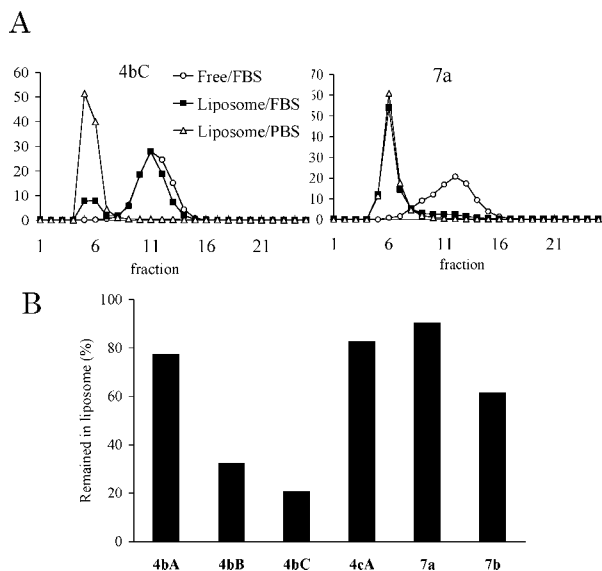 A
4bC
7a
Free/FBS
Liposome/FBS
Liposome/PBS
60
50
40
30
20
10
0
1 6 11 16 21
fraction
70
60
50
40
30
20
10
0
1 6 11 16 21
fraction
B
Remained in liposome (%)
100
80
60
40
20
0
4bA 4bB 4bC 4cA 7a 7b